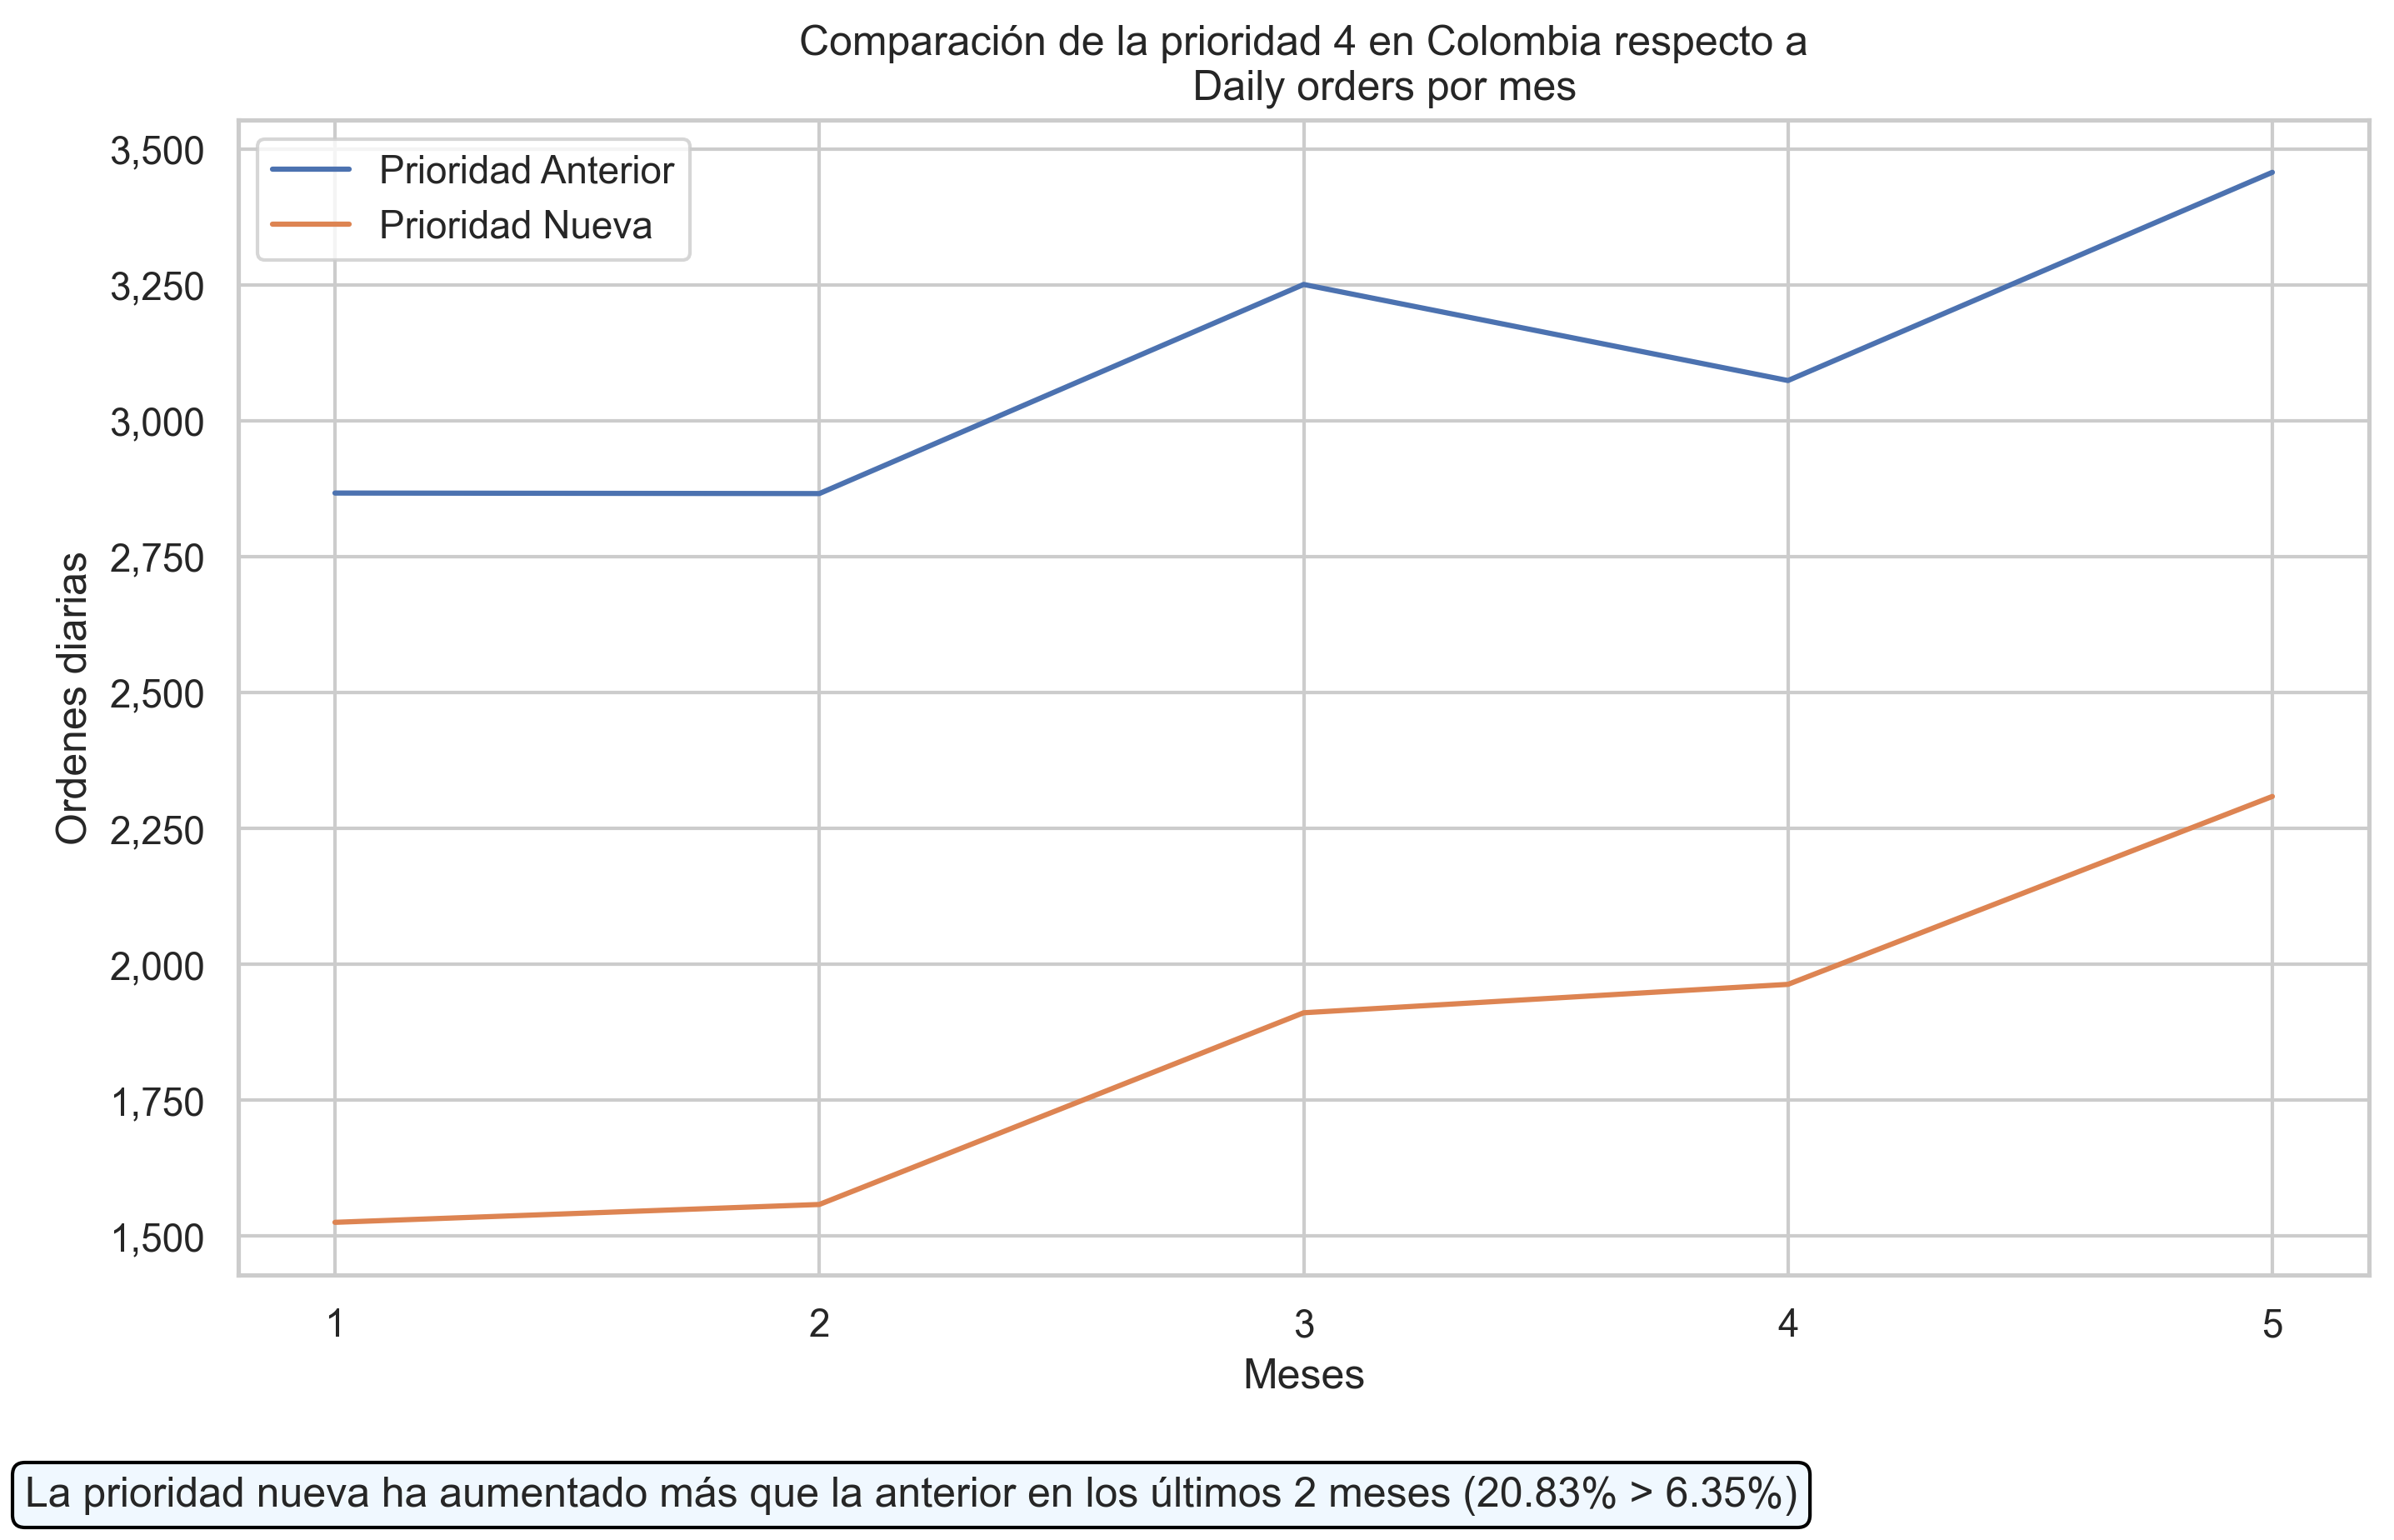 Comparación de la prioridad 4 en Colombia respecto a
Daily orders por mes
Prioridad Anterior
Prioridad Nueva
3,500
3,250
3,000
2,750
2,500
2,250
2,000
1,750
1,500
Ordenes diarias
1 2 3 4 5
Meses
La prioridad nueva ha aumentado más que la anterior en los últimos 2 meses (20.83% > 6.35%)